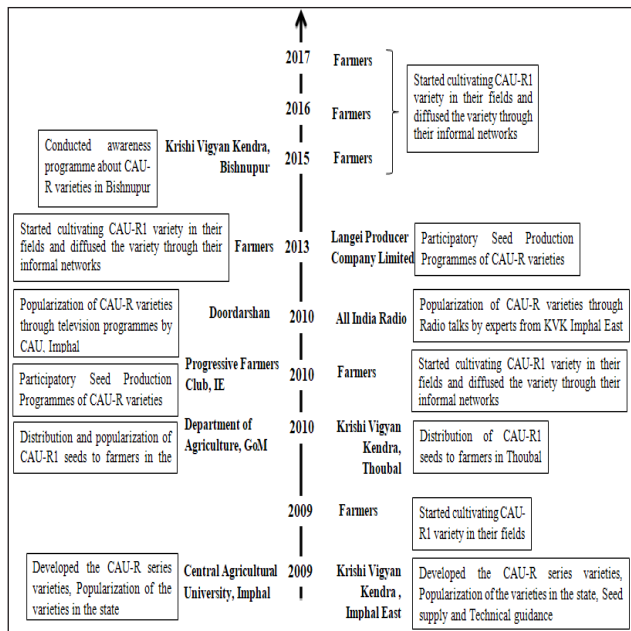 2017
Farmers
Started cultivating CAU-R1
variety in their fields and
diffused the variety through
their informal networks
2016
Farmers
Conducted awareness
programme about CAU-
R varieties in Bishnupur
Krishi Vigyan Kendra,
Bishnupur
2015
Farmers
Started cultivating CAU-R1 variety in their
fields and diffused the variety through their
informal networks
Farmers
2013
Langei Producer
Company Limited
Participatory Seed Production
Programmes of CAU-R varieties
Popularization of CAU-R varieties
through television programmes by
CAU, Imphal
Doordarshan
2010
All India Radio
Popularization of CAU-R varieties through
Radio talks by experts from KVK Imphal East
Participatory Seed Production
Programmes of CAU-R varieties
Progressive Farmers
Club, IE
2010
Farmers
Started cultivating CAU-R1 variety in their
fields and diffused the variety through their
informal networks
Distribution and popularization of
CAU-R1 seeds to farmers in the
Department of
Agriculture, GoM
2010
Krishi Vigyan
Kendra,
Thoubal
Distribution of CAU-R1
seeds to farmers in Thoubal
2009
Farmers
Started cultivating CAU-
R1 variety in their fields
Developed the CAU-R series
varieties, Popularization of the
varieties in the state
Central Agricultural
University, Imphal
2009
Krishi Vigyan
Kendra ,
Imphal East
Developed the CAU-R series varieties,
Popularization of the varieties in the state, Seed
supply and Technical guidance